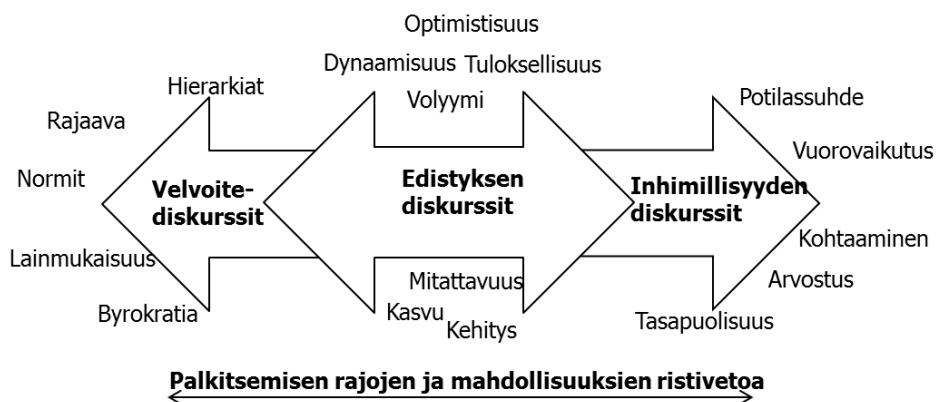 Optimistisuus
Dynaamisuus Tuloksellisuus
Hierarkiat
Volyymi
Potilassuhde
Rajaava
Vuorovaikutus
Normit
Velvoite-
diskurssit
Edistyksen
diskurssit
Inhimillisyyden
diskurssit
Kohtaaminen
Lainmukaisuus
Mitattavuus
Arvostus
Byrokratia
Kasvu
Kehitys
Tasapuolisuus
Palkitsemisen rajojen ja mahdollisuuksien ristivetoa